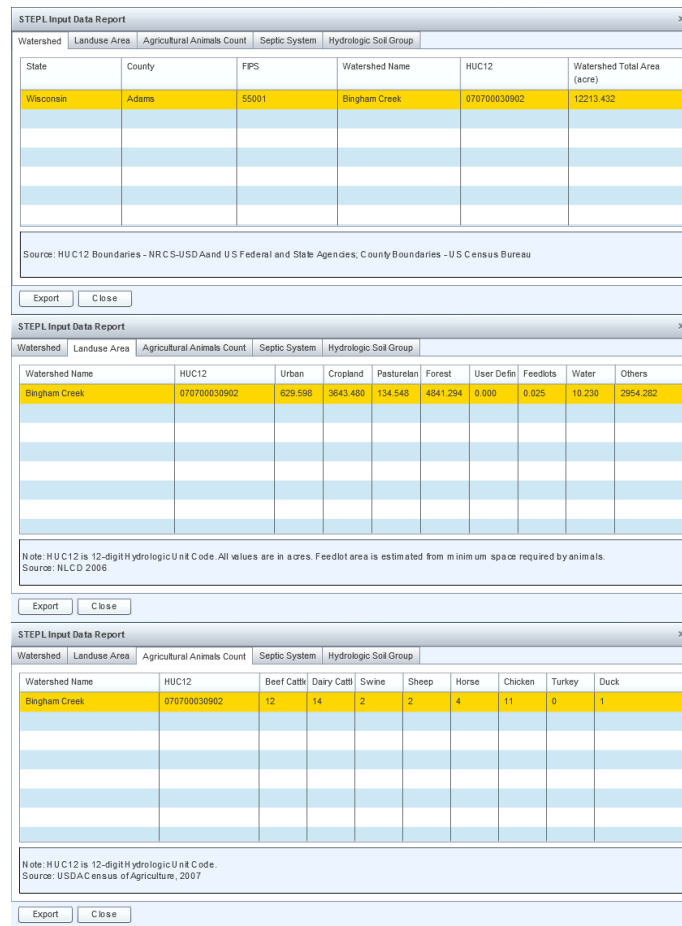 STEPL Input Data Report x
Watershed Landuse Area Agricultural Animals Count Septic System Hydrologic Soil Group
State County FIPS Watershed Name HUC12 Watershed Total Area
(acre)
Wisconsin Adams 55001 Bingham Creek 070700030902 12213.432
Source: HUC12 Boundaries - NRCS-USDAand US Federal and State Agencies; County Boundaries - US Census Bureau
Export Close
STEPL Input Data Report x
Watershed Landuse Area Agricultural Animals Count Septic System Hydrologic Soil Group
Watershed Name HUC12 Urban Cropland Pasturelan Forest User Defin Feedlots Water Others
Bingham Creek 070700030902 629.598 3643.480 134.548 4841.294 0.000 0.025 10.230 2954.282
Note: HUC12 is 12-digit Hydrologic Unit Code. All values are in acres. Feedlot area is estimated from minimum space required by animals.
Source: NLCD 2006
Export Close
STEPL Input Data Report x
Watershed Landuse Area Agricultural Animals Count Septic System Hydrologic Soil Group
Watershed Name HUC12 Beef Cattle Dairy Cattl Swine Sheep Horse Chicken Turkey Duck
Bingham Creek 070700030902 12 14 2 2 4 11 0 1
Note: HUC12 is 12-digit Hydrologic Unit Code.
Source: USDA Census of Agriculture, 2007
Export Close